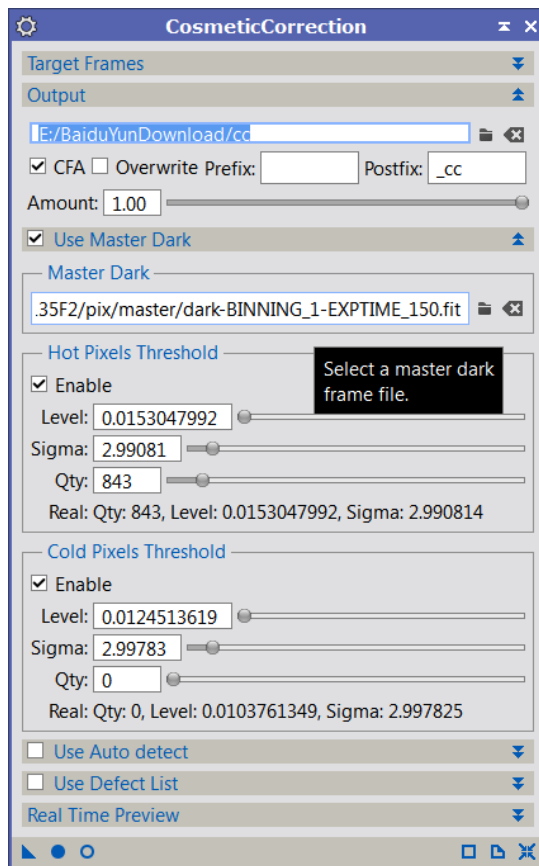 CosmeticCorrection
Target Frames
Output
E:/BaiduYunDownload/cc
CFA Overwrite Prefix: Postfix: _cc
Amount: 1.00
Use Master Dark
Master Dark
.35F2/pix/master/dark-BINNING_1-EXPTIME_150.fit
Hot Pixels Threshold
Select a master dark
frame file.
Enable
Level: 0.0153047992
Sigma: 2.99081
Qty: 843
Real: Qty: 843, Level: 0.0153047992, Sigma: 2.990814
Cold Pixels Threshold
Enable
Level: 0.0124513619
Sigma: 2.99783
Qty: 0
Real: Qty: 0, Level: 0.0103761349, Sigma: 2.997825
Use Auto detect
Use Defect List
Real Time Preview